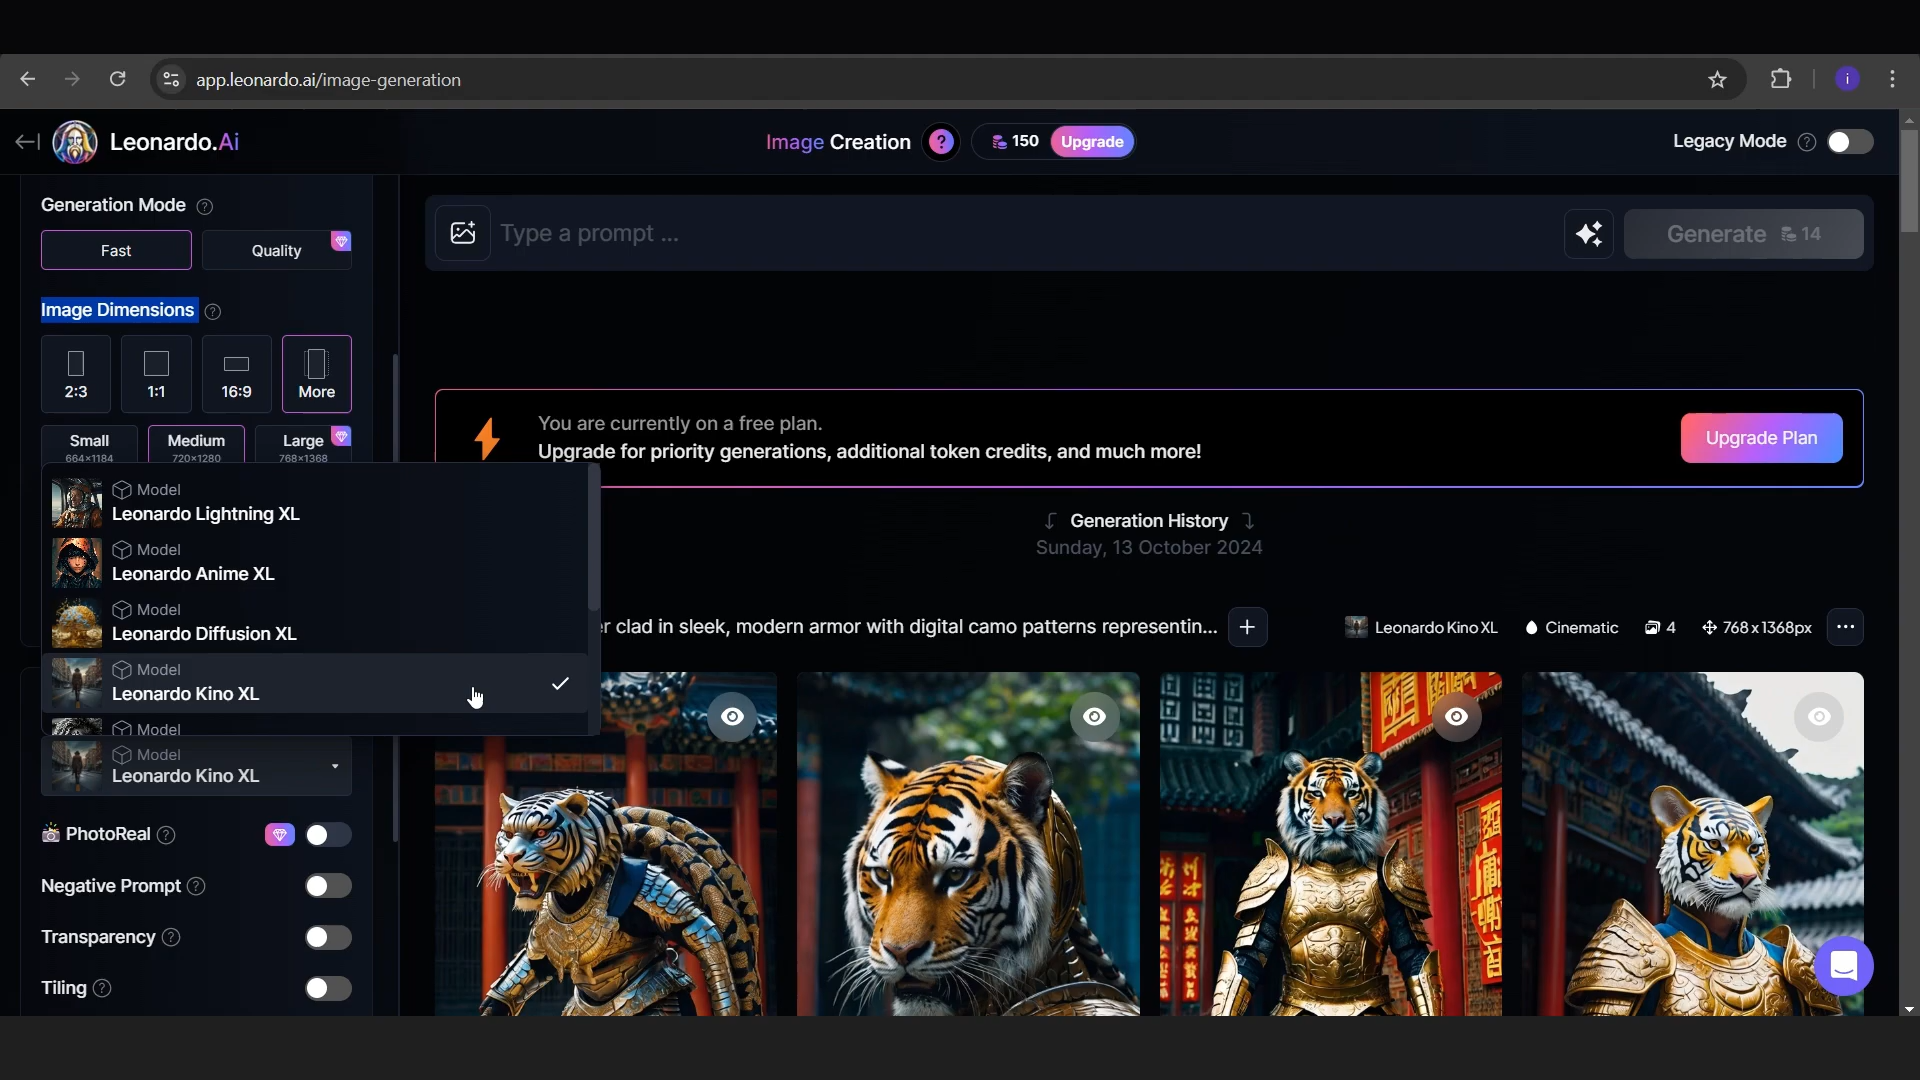 app.leonardo.ai/image-generation
i
Leonardo.Ai
Image Creation
?
150
Upgrade
Legacy Mode
?
Generation Mode
?
Fast
Quality
Image Dimensions
?
2:3
1:1
16:9
More
Small
664×1184
Medium
720×1280
Large
768×1368
Model
Leonardo Lightning XL
Model
Leonardo Anime XL
Model
Leonardo Diffusion XL
Model
Leonardo Kino XL
Model
Model
Leonardo Kino XL
PhotoReal
?
Negative Prompt
?
Transparency
?
Tiling
?
Type a prompt ...
Generate
14
You are currently on a free plan.
Upgrade for priority generations, additional token credits, and much more!
Upgrade Plan
Generation History
Sunday, 13 October 2024
er clad in sleek, modern armor with digital camo patterns representin...
Leonardo Kino XL
Cinematic
4
768 x 1368px